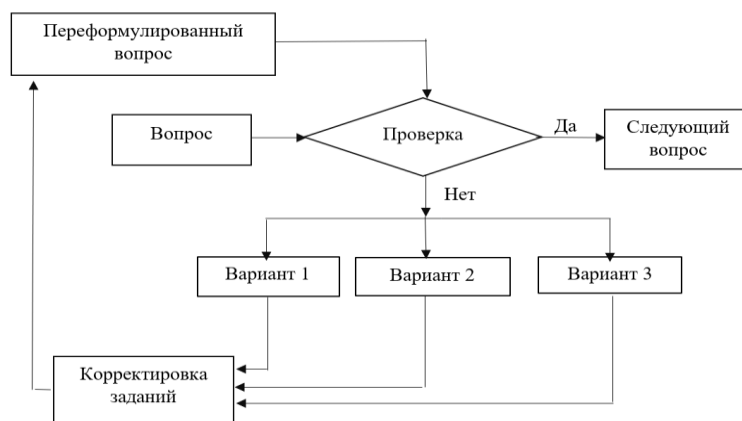 Переформулированный
вопрос
Вопрос
Проверка
Да
Следующий
вопрос
Нет
Вариант 1
Вариант 2
Вариант 3
Корректировка
заданий